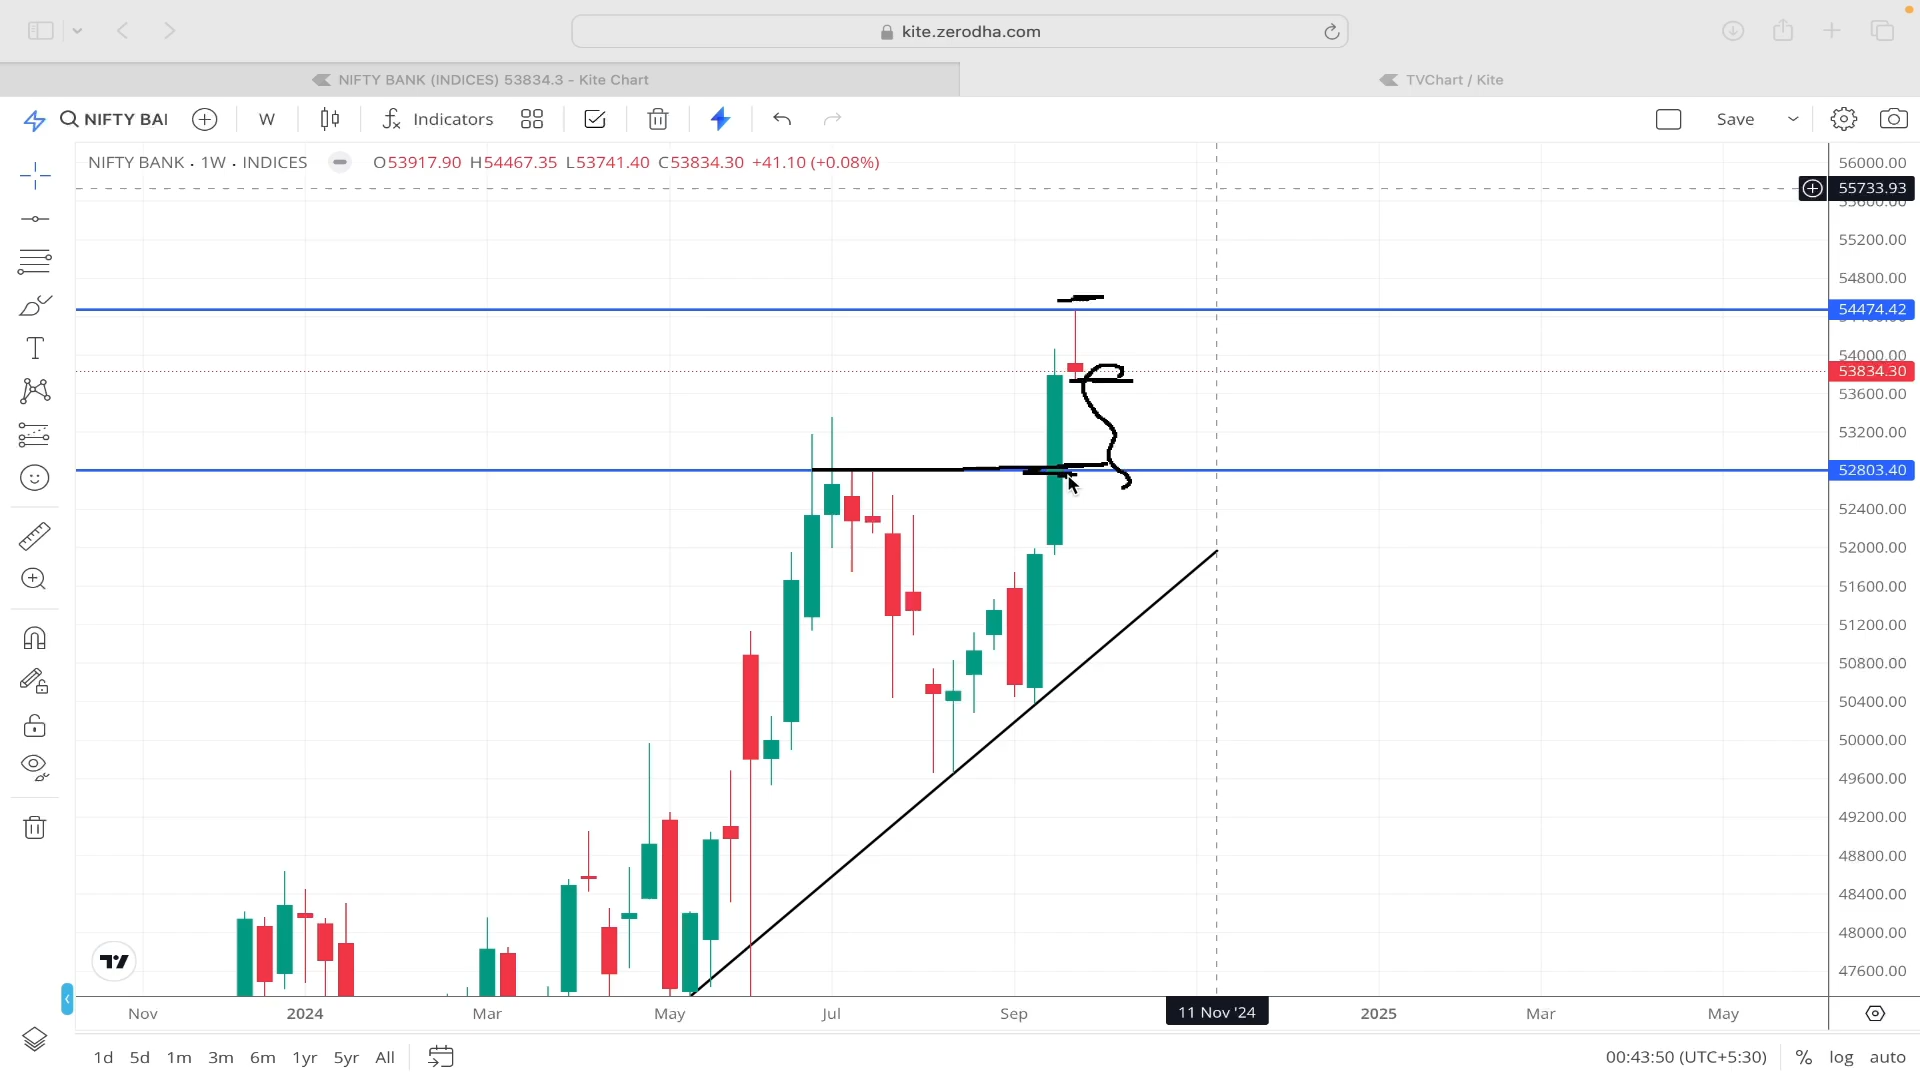 kite.zerodha.com
NIFTY BANK (INDICES) 53834.3 - Kite Chart
TVChart / Kite
NIFTY BAI
W
Indicators
Save
NIFTY BANK · 1W · INDICES
O53917.90 H54467.35 L53741.40 C53834.30 +41.10 (+0.08%)
56000.00
55733.93
55200.00
54800.00
54474.42
54000.00
53834.30
53600.00
53200.00
52803.40
52400.00
52000.00
51600.00
51200.00
50800.00
50400.00
50000.00
49600.00
49200.00
48800.00
48400.00
48000.00
47600.00
Nov 2024 Mar May Jul Sep 11 Nov '24 2025 Mar May
1d 5d 1m 3m 6m 1yr 5yr All
00:43:50 (UTC+5:30) % log auto